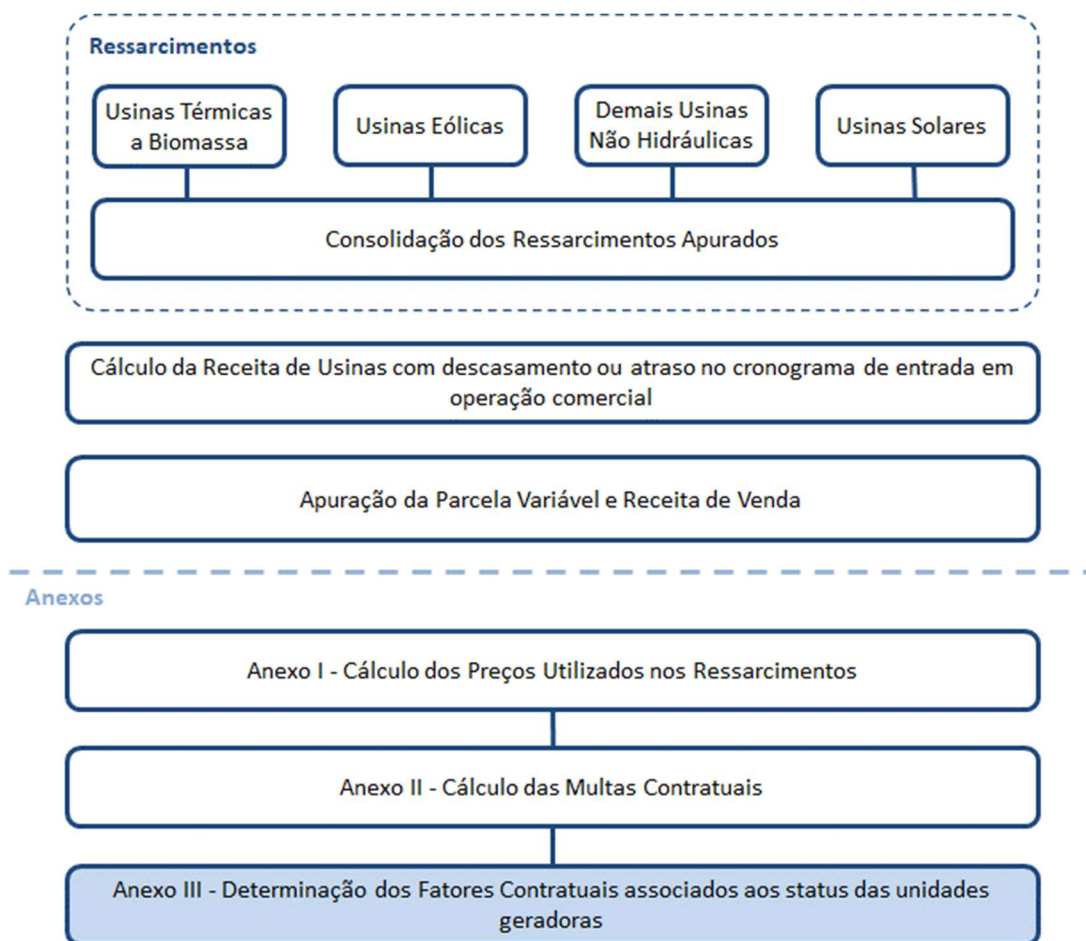 Ressarcimentos
Usinas Térmicas
a Biomassa
Usinas Eólicas
Demais Usinas
Não Hidráulicas
Usinas Solares
Consolidação dos Ressarcimentos Apurados
Cálculo da Receita de Usinas com descasamento ou atraso no cronograma de entrada em
operação comercial
Apuração da Parcela Variável e Receita de Venda
Anexos
Anexo I - Cálculo dos Preços Utilizados nos Ressarcimentos
Anexo II - Cálculo das Multas Contratuais
Anexo III - Determinação dos Fatores Contratuais associados aos status das unidades
geradoras